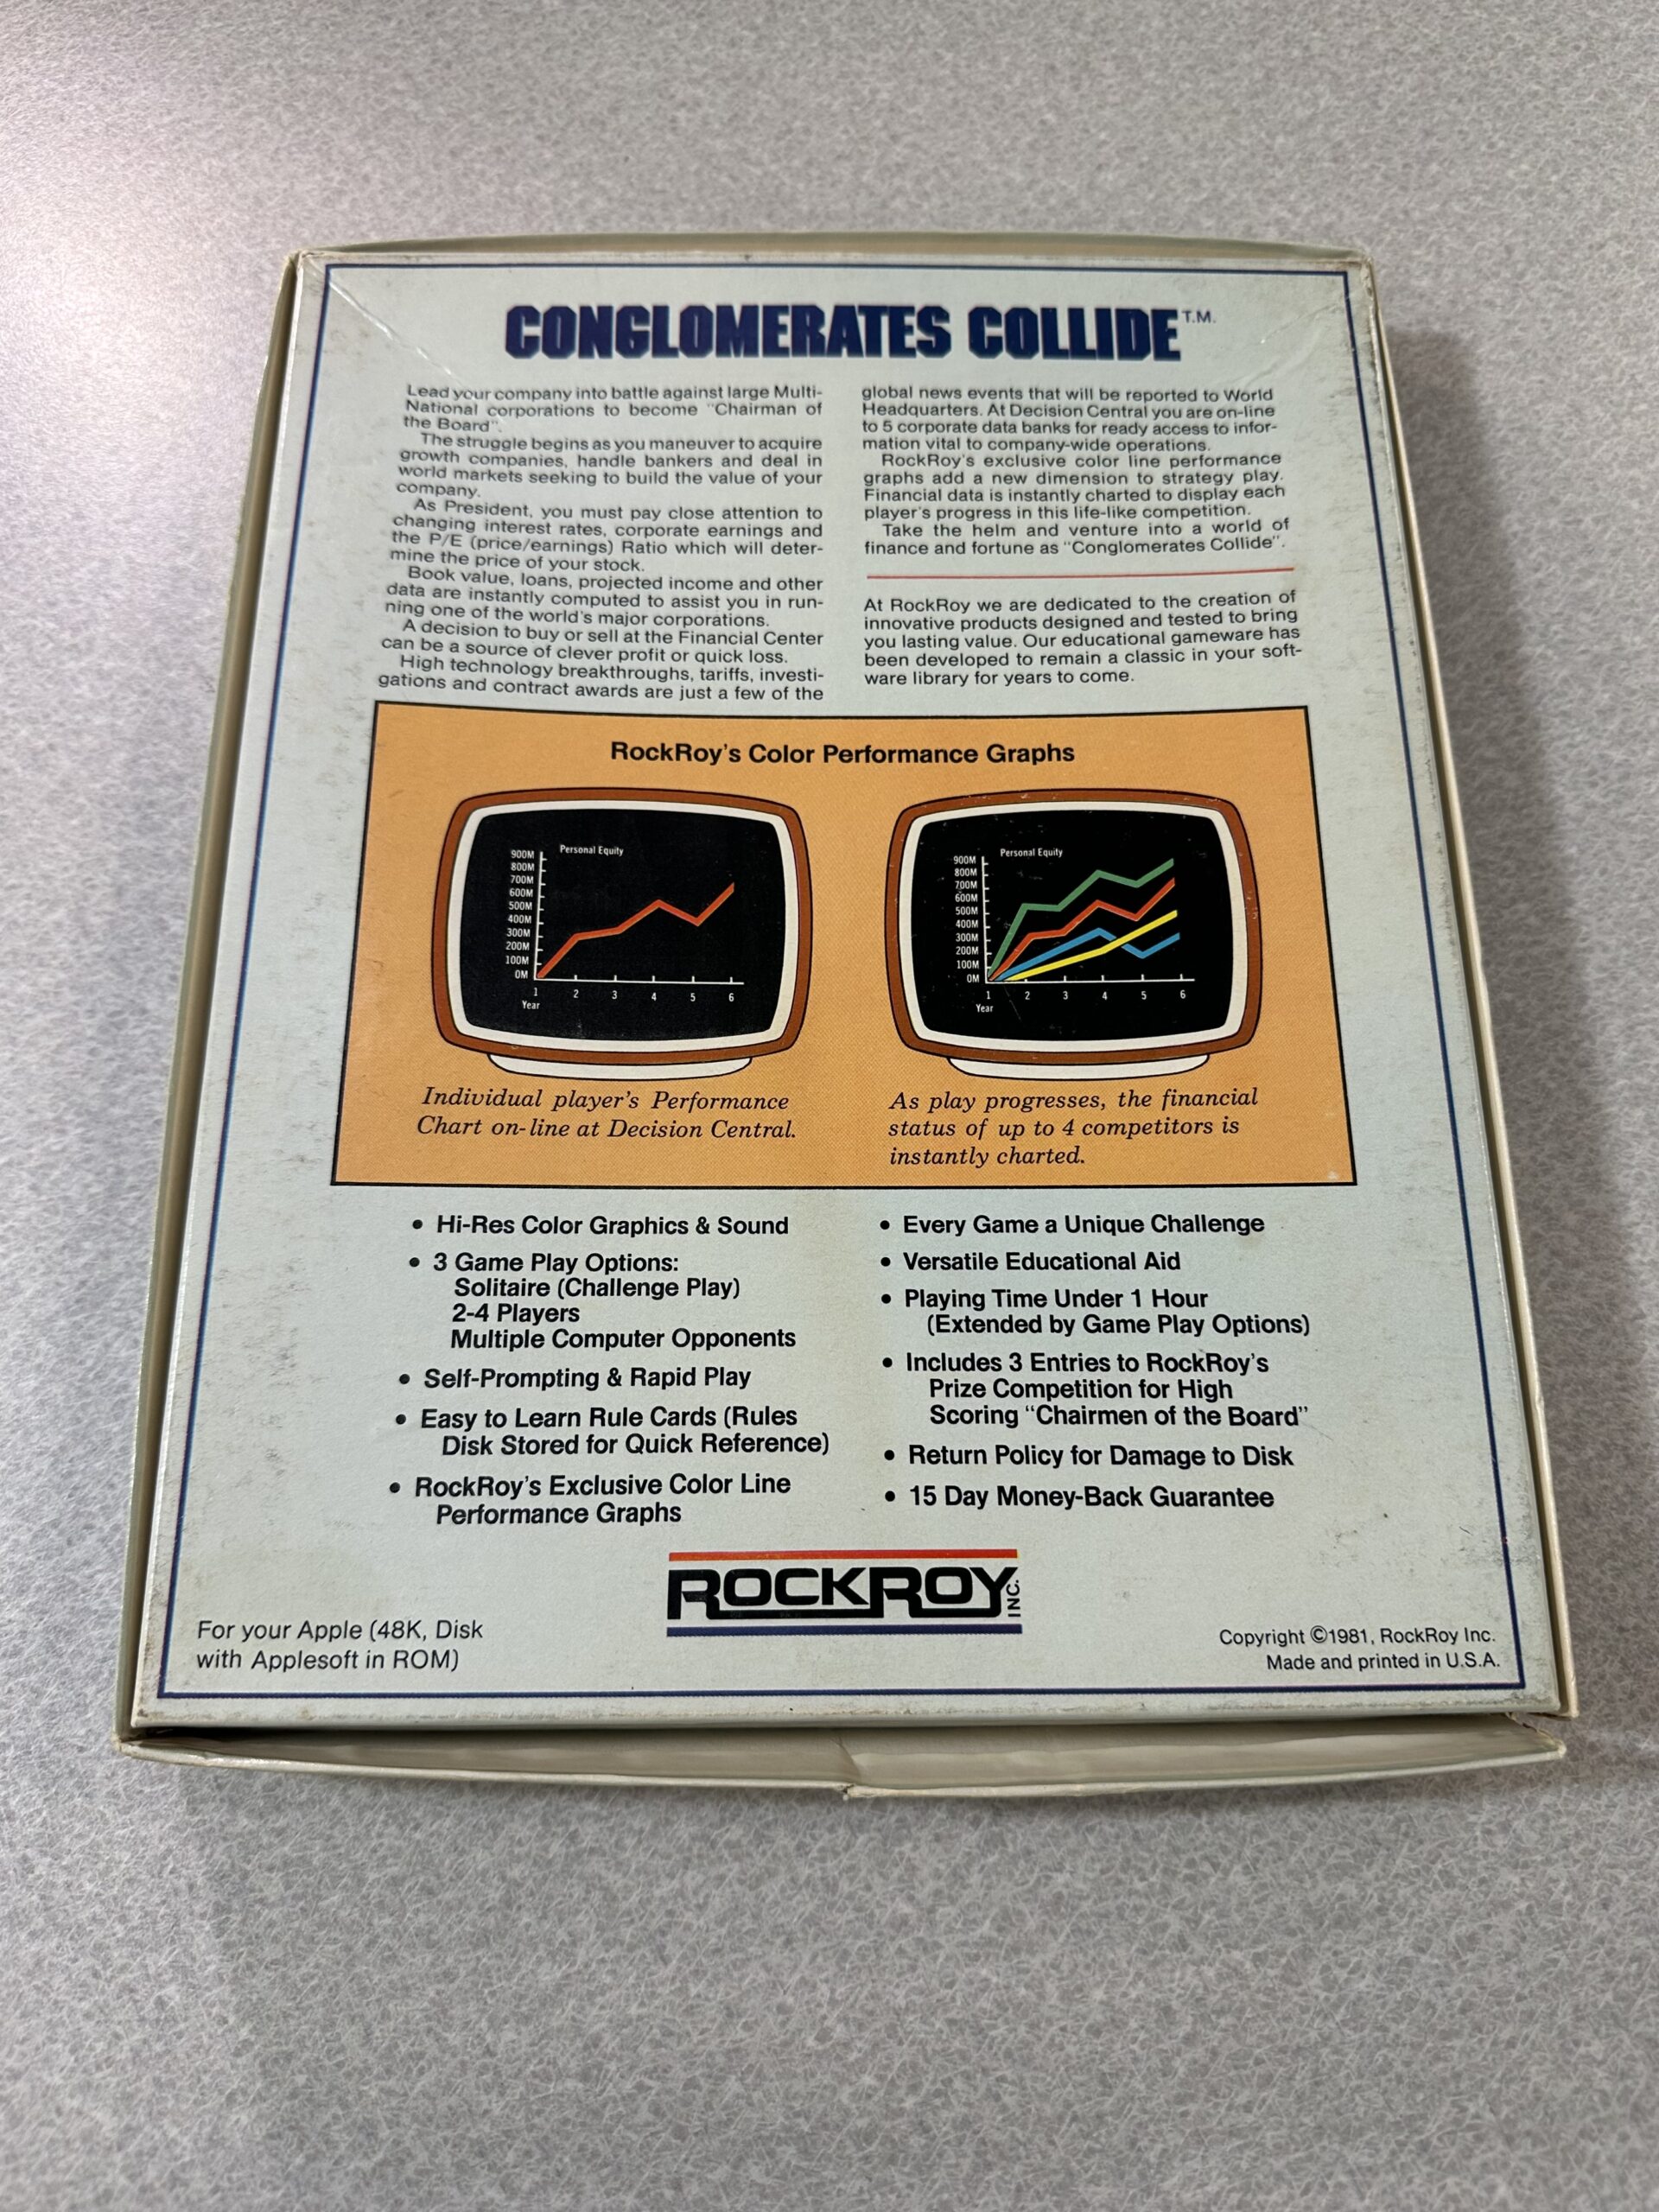 CONGLOMERATES COLLIDE T.M.
Lead your company into battle against large Multi-
National corporations to become "Chairman of
the Board".
The struggle begins as you maneuver to acquire
growth companies, handle bankers and deal in
world markets seeking to build the value of your
company.
As President, you must pay close attention to
changing interest rates, corporate earnings and
the P/E (price/earnings) Ratio which will deter-
mine the price of your stock.
Book value, loans, projected income and other
data are instantly computed to assist you in run-
ning one of the world's major corporations.
A decision to buy or sell at the Financial Center
can be a source of clever profit or quick loss.
High technology breakthroughs, tariffs, investi-
gations and contract awards are just a few of the
global news events that will be reported to World
Headquarters. At Decision Central you are on-line
to 5 corporate data banks for ready access to infor-
mation vital to company-wide operations.
RockRoy's exclusive color line performance
graphs add a new dimension to strategy play.
Financial data is instantly charted to display each
player's progress in this life-like competition.
Take the helm and venture into a world of
finance and fortune as "Conglomerates Collide".
At RockRoy we are dedicated to the creation of
innovative products designed and tested to bring
you lasting value. Our educational gameware has
been developed to remain a classic in your soft-
ware library for years to come.
RockRoy's Color Performance Graphs
Personal Equity
900M
800M
700M
600M
500M
400M
300M
200M
100M
0M
1 2 3 4 5 6
Year
Individual player's Performance
Chart on-line at Decision Central.
Personal Equity
900M
800M
700M
600M
500M
400M
300M
200M
100M
0M
1 2 3 4 5 6
Year
As play progresses, the financial
status of up to 4 competitors is
instantly charted.
• Hi-Res Color Graphics & Sound
• 3 Game Play Options:
Solitaire (Challenge Play)
2-4 Players
Multiple Computer Opponents
• Self-Prompting & Rapid Play
• Easy to Learn Rule Cards (Rules
Disk Stored for Quick Reference)
• RockRoy's Exclusive Color Line
Performance Graphs
• Every Game a Unique Challenge
• Versatile Educational Aid
• Playing Time Under 1 Hour
(Extended by Game Play Options)
• Includes 3 Entries to RockRoy's
Prize Competition for High
Scoring "Chairmen of the Board"
• Return Policy for Damage to Disk
• 15 Day Money-Back Guarantee
ROCKROY INC.
For your Apple (48K, Disk
with Applesoft in ROM)
Copyright ©1981, RockRoy Inc.
Made and printed in U.S.A.